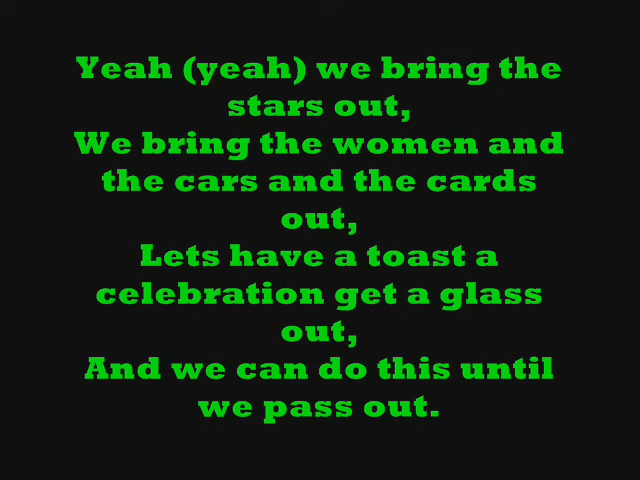 Yeah (yeah) we bring the
stars out,
We bring the women and
the cars and the cards
out,
Lets have a toast a
celebration get a glass
out,
And we can do this until
we pass out.